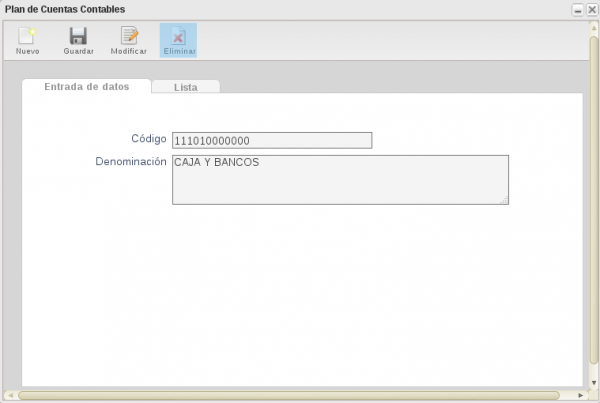 Plan de Cuentas Contables
Nuevo Guardar Modificar Eliminar
Entrada de datos Lista
Código 111010000000
Denominación CAJA Y BANCOS